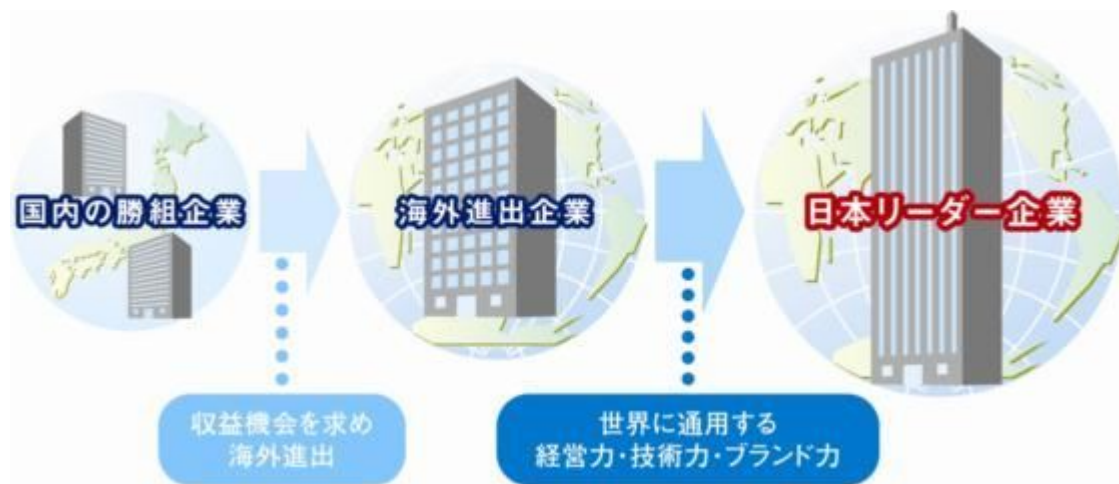 国内の勝組企業
海外進出企業
日本リーダー企業
収益機会を求め
海外進出
世界に通用する
経営力・技術力・ブランド力